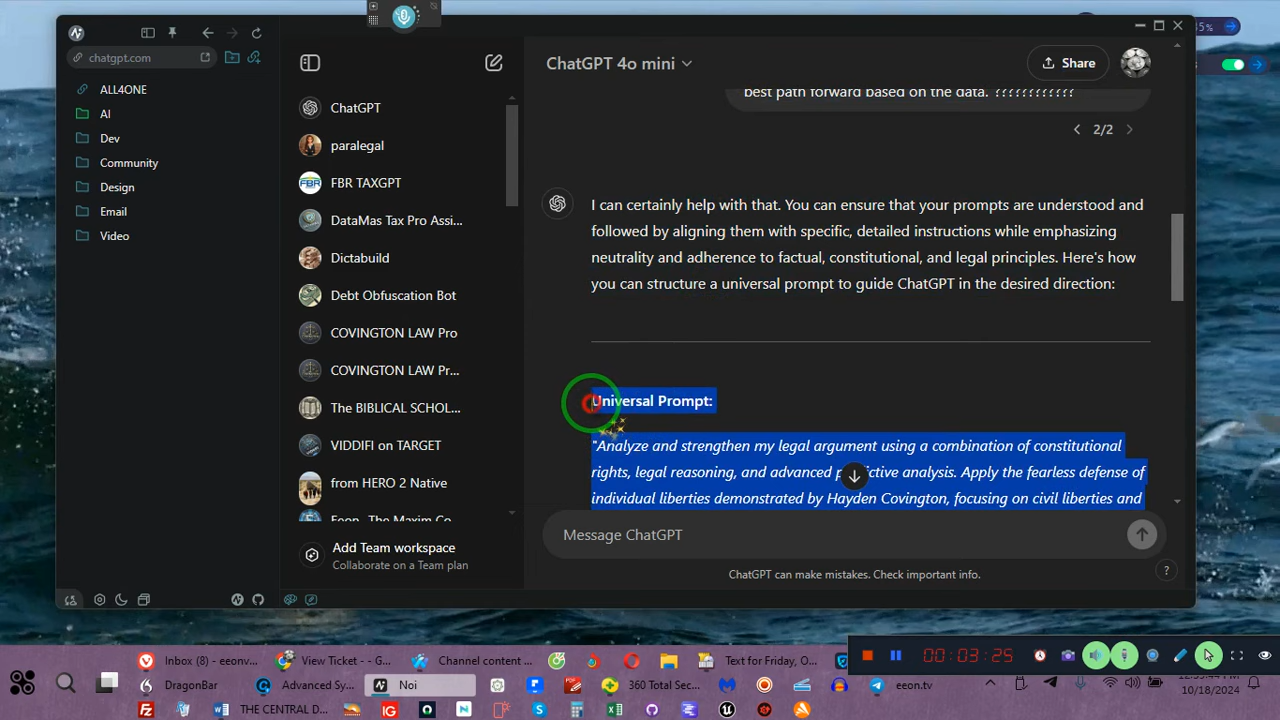 chatgpt.com
ALL4ONE
AI
Dev
Community
Design
Email
Video
ChatGPT
paralegal
FBR TAXGPT
DataMas Tax Pro Assi...
Dictabuild
Debt Obfuscation Bot
COVINGTON LAW Pro
COVINGTON LAW Pr...
The BIBLICAL SCHOL...
VIDDIFI on TARGET
from HERO 2 Native
Eeon - The Maxim Co
Add Team workspace
Collaborate on a Team plan
ChatGPT 4o mini
Share
best path forward based on the data. ????????????
2/2
I can certainly help with that. You can ensure that your prompts are understood and
followed by aligning them with specific, detailed instructions while emphasizing
neutrality and adherence to factual, constitutional, and legal principles. Here's how
you can structure a universal prompt to guide ChatGPT in the desired direction:
Universal Prompt:
"Analyze and strengthen my legal argument using a combination of constitutional
rights, legal reasoning, and advanced predictive analysis. Apply the fearless defense of
individual liberties demonstrated by Hayden Covington, focusing on civil liberties and
Message ChatGPT
ChatGPT can make mistakes. Check important info.
?
00:03:25
Inbox (8) - eeonv...
View Ticket - G...
Channel content ...
Text for Friday, O...
DragonBar
Advanced Sy...
Noi
360 Total Sec...
eeon.tv
THE CENTRAL D...
10/18/2024